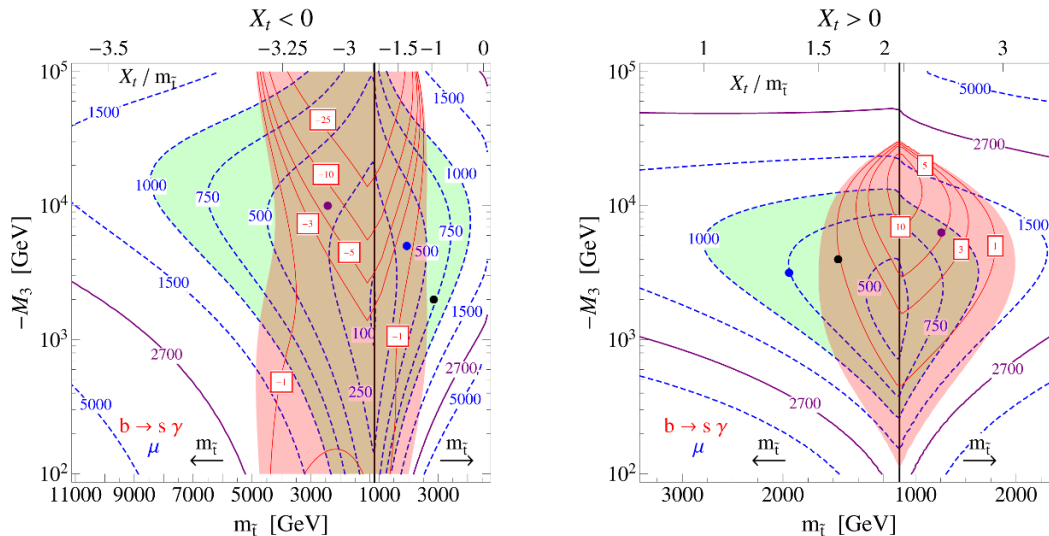 X_t < 0
−3.5 −3.25 −3 −1.5 −1 0
X_t / m_t̃
10^5
10^4
10^3
10^2
−M_3 [GeV]
1500
1500
−25
1000
1000
−10
750
500
750
−3
−5
500
1500
1500
100
−1
2700
−1
2700
250
5000
5000
b → s γ
μ
m_t̃
m_t̃
11000 9000 5000 3000 1000 3000
m_t̃ [GeV]
X_t > 0
1 1.5 2 3
X_t / m_t̃
5000
10^5
10^4
10^3
10^2
−M_3 [GeV]
2700
5
1000
10
3
1
1500
500
750
2700
2700
5000
b → s γ
μ
m_t̃
m_t̃
3000 2000 1000 2000
m_t̃ [GeV]